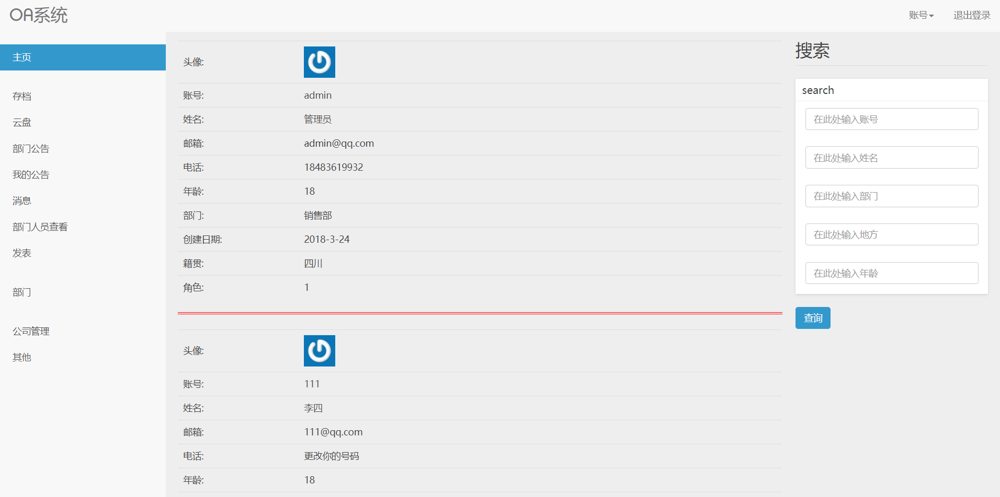 OA系统
账号
退出登录
主页
存档
云盘
部门公告
我的公告
消息
部门人员查看
发表
部门
公司管理
其他
头像:
账号: admin
姓名: 管理员
邮箱: admin@qq.com
电话: 18483619932
年龄: 18
部门: 销售部
创建日期: 2018-3-24
籍贯: 四川
角色: 1
头像:
账号: 111
姓名: 李四
邮箱: 111@qq.com
电话: 更改你的号码
年龄: 18
搜索
search
在此处输入账号
在此处输入姓名
在此处输入部门
在此处输入地方
在此处输入年龄
查询